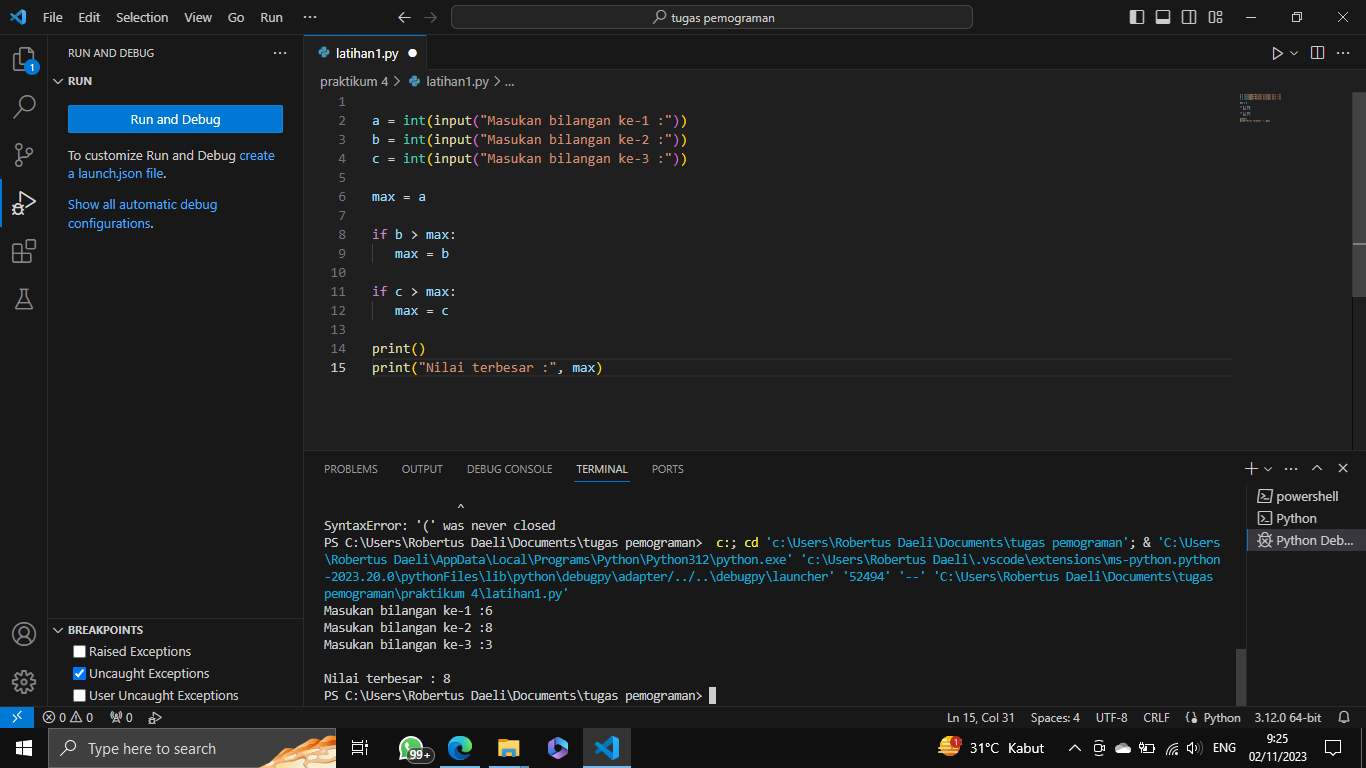 File Edit Selection View Go Run ···
tugas pemograman
RUN AND DEBUG ···
RUN
Run and Debug
To customize Run and Debug create
a launch.json file.
Show all automatic debug
configurations.
BREAKPOINTS
Raised Exceptions
Uncaught Exceptions
User Uncaught Exceptions
latihan1.py
praktikum 4 > latihan1.py > ...
1
2 a = int(input("Masukan bilangan ke-1 :"))
3 b = int(input("Masukan bilangan ke-2 :"))
4 c = int(input("Masukan bilangan ke-3 :"))
5
6 max = a
7
8 if b > max:
9 max = b
10
11 if c > max:
12 max = c
13
14 print()
15 print("Nilai terbesar :", max)
PROBLEMS OUTPUT DEBUG CONSOLE TERMINAL PORTS
^
SyntaxError: '(' was never closed
PS C:\Users\Robertus Daeli\Documents\tugas pemograman> c:; cd 'c:\Users\Robertus Daeli\Documents\tugas pemograman'; & 'C:\Users
\Robertus Daeli\AppData\Local\Programs\Python\Python312\python.exe' 'c:\Users\Robertus Daeli\.vscode\extensions\ms-python.python
-2023.20.0\pythonFiles\lib\python\debugpy\adapter/../..\debugpy\launcher' '52494' '--' 'C:\Users\Robertus Daeli\Documents\tugas
pemograman\praktikum 4\latihan1.py'
Masukan bilangan ke-1 :6
Masukan bilangan ke-2 :8
Masukan bilangan ke-3 :3
Nilai terbesar : 8
PS C:\Users\Robertus Daeli\Documents\tugas pemograman>
powershell
Python
Python Deb...
1
0 0 0
Ln 15, Col 31 Spaces: 4 UTF-8 CRLF Python 3.12.0 64-bit
Type here to search
99+
1
31°C Kabut
ENG
9:25
02/11/2023